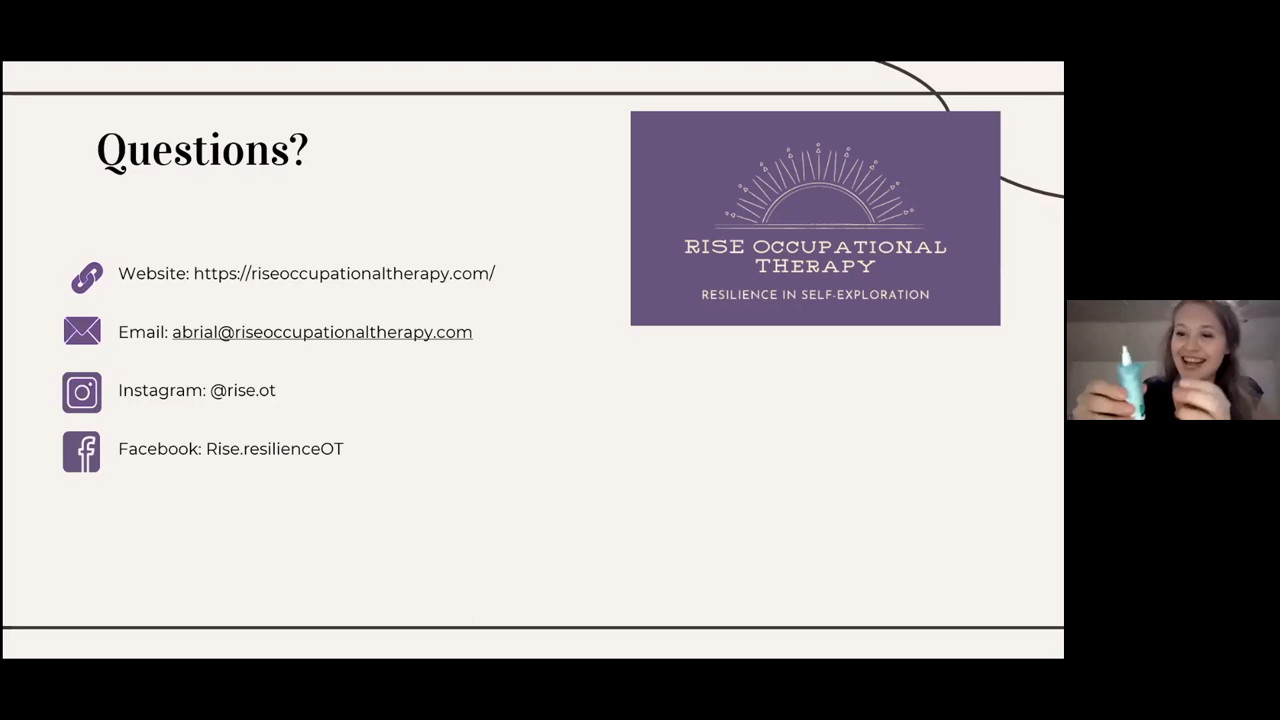 Questions?
Website: https://riseoccupationaltherapy.com/
Email: abrial@riseoccupationaltherapy.com
Instagram: @rise.ot
Facebook: Rise.resilienceOT
RISE OCCUPATIONAL
THERAPY
RESILIENCE IN SELF-EXPLORATION